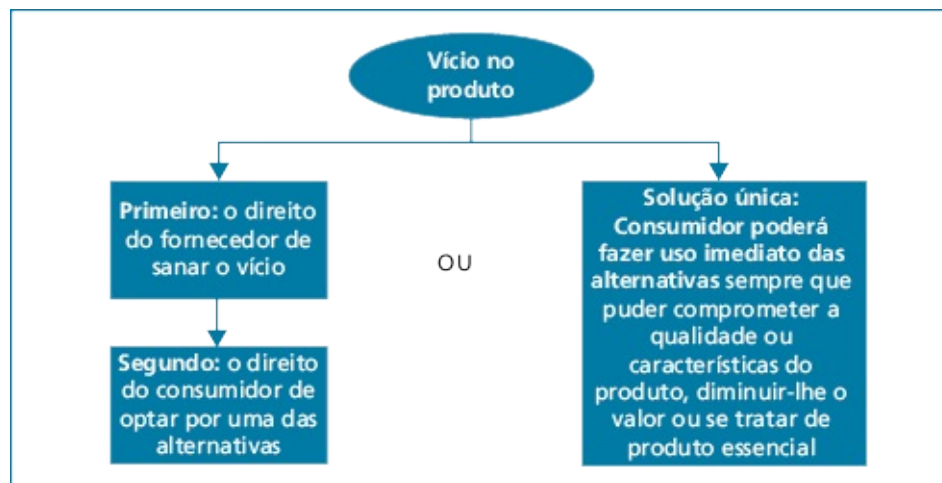 Vício no
produto
Primeiro: o direito
do fornecedor de
sanar o vício
OU
Segundo: o direito
do consumidor de
optar por uma das
alternativas
Solução única:
Consumidor poderá
fazer uso imediato das
alternativas sempre que
puder comprometer a
qualidade ou
características do
produto, diminuir-lhe o
valor ou se tratar de
produto essencial